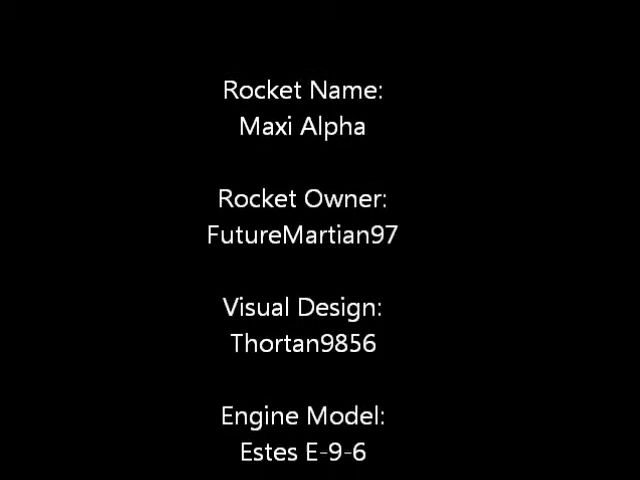 Rocket Name:
Maxi Alpha
Rocket Owner:
FutureMartian97
Visual Design:
Thortan9856
Engine Model:
Estes E-9-6